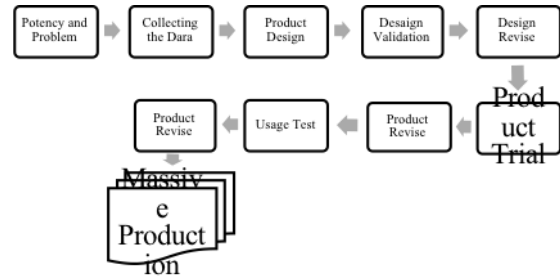 Potency and
Problem
Collecting
the Dara
Product
Design
Desaign
Validation
Design
Revise
Prod
uct
Trial
Product
Revise
Usage Test
Product
Revise
Massiv
e
Product
ion